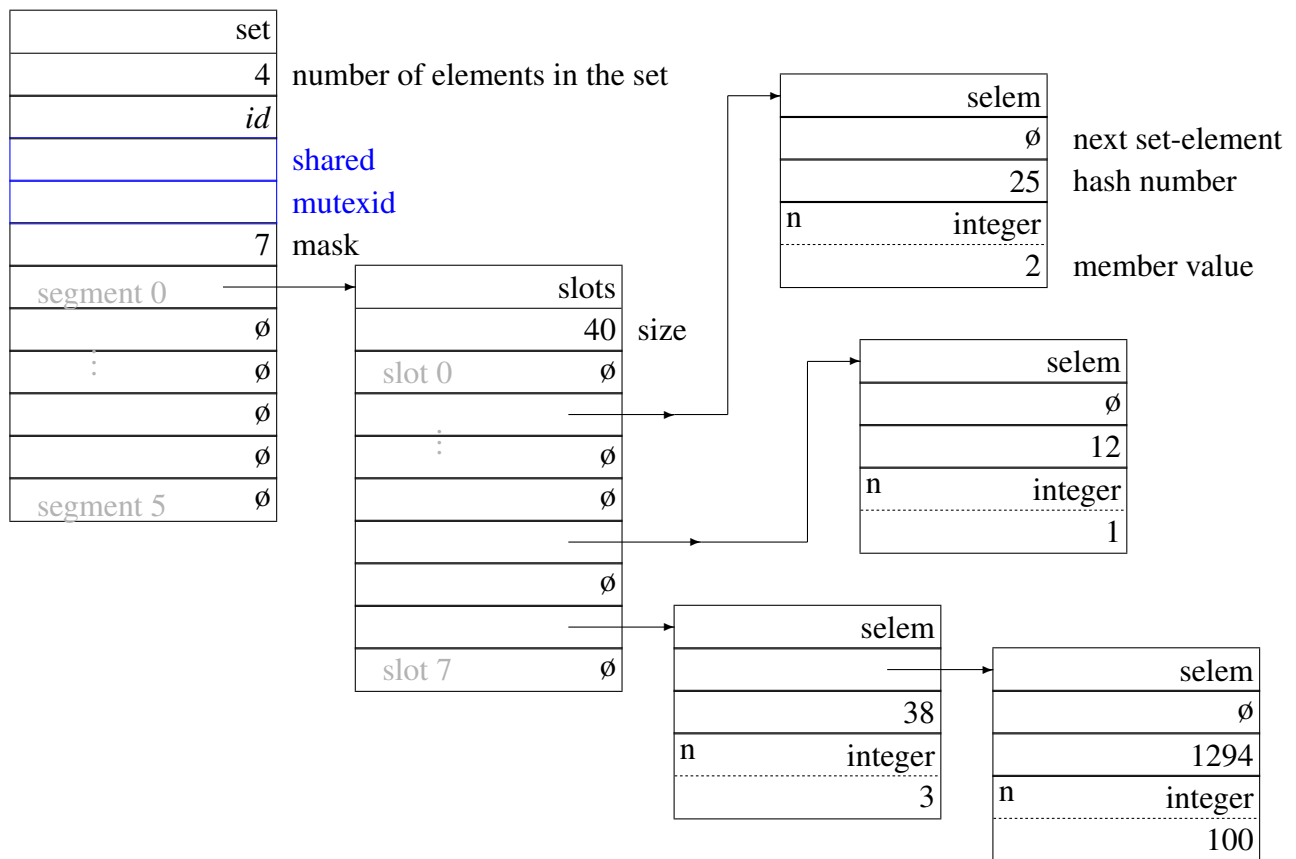 set
4 number of elements in the set
id
shared
mutexid
7 mask
segment 0
ø
⋮ ø
ø
ø
segment 5 ø
slots
40 size
slot 0 ø
⋮
ø
ø
ø
slot 7 ø
selem
ø next set-element
25 hash number
n integer
2 member value
selem
ø
12
n integer
1
selem
38
n integer
3
selem
ø
1294
n integer
100